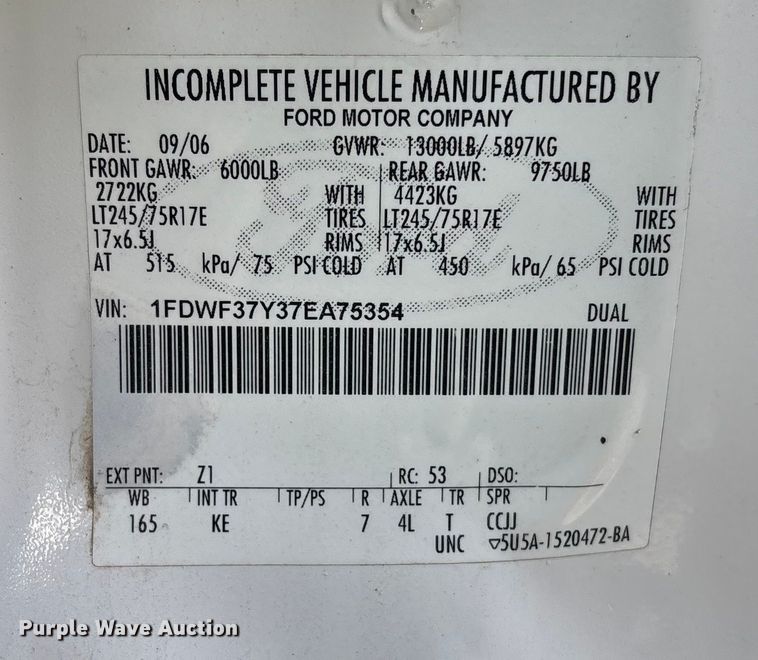 INCOMPLETE VEHICLE MANUFACTURED BY
FORD MOTOR COMPANY
DATE: 09/06 GVWR: 13000LB/ 5897KG
FRONT GAWR: 6000LB REAR GAWR: 9750LB
2722KG WITH 4423KG WITH
LT245/75R17E TIRES LT245/75R17E TIRES
17x6.5J RIMS 17x6.5J RIMS
AT 515 kPa/ 75 PSI COLD AT 450 kPa/ 65 PSI COLD
Ford
VIN: 1FDWF37Y37EA75354 DUAL
EXT PNT: Z1 RC: 53 DSO:
WB INT TR TP/PS R AXLE TR SPR
165 KE 7 4L T CCJJ
UNC ▽5U5A-1520472-BA
Purple Wave Auction